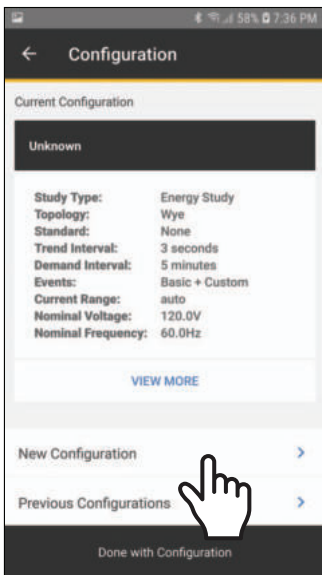 58% 7:36 PM
Configuration
Current Configuration
Unknown
Study Type: Energy Study
Topology: Wye
Standard: None
Trend Interval: 3 seconds
Demand Interval: 5 minutes
Events: Basic + Custom
Current Range: auto
Nominal Voltage: 120.0V
Nominal Frequency: 60.0Hz
VIEW MORE
New Configuration
Previous Configurations
Done with Configuration